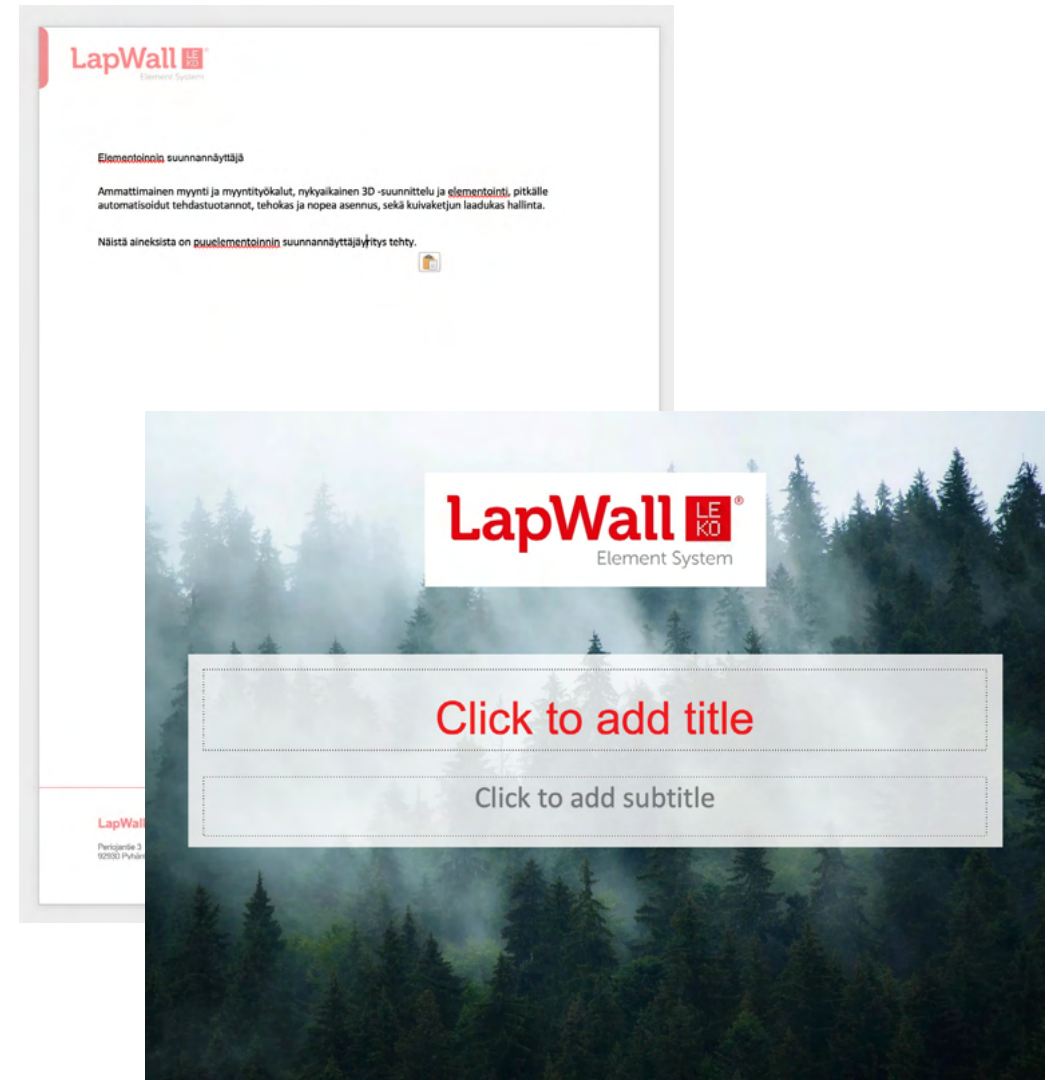 LapWall LE KO ®
Element System
Elementoinnin suunnannäyttäjä
Ammattimainen myynti ja myyntityökalut, nykyaikainen 3D -suunnittelu ja elementointi, pitkälle
automatisoidut tehdastuotannot, tehokas ja nopea asennus, sekä kuivaketjun laadukas hallinta.
Näistä aineksista on puuelementoinnin suunnannäyttäjäyritys tehty.
LapWall
Periojantie 3
92930
LapWall LE KO ®
Element System
Click to add title
Click to add subtitle